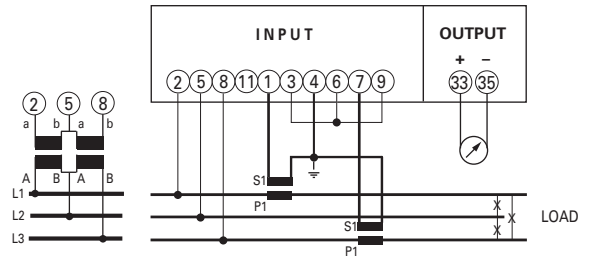 INPUT OUTPUT
+ –
2 5 8 11 1 3 4 6 7 9 33 35
2 5 8
a b a b
A B A B
S1
P1
L1
L2
L3
S1
P1
X X X
LOAD